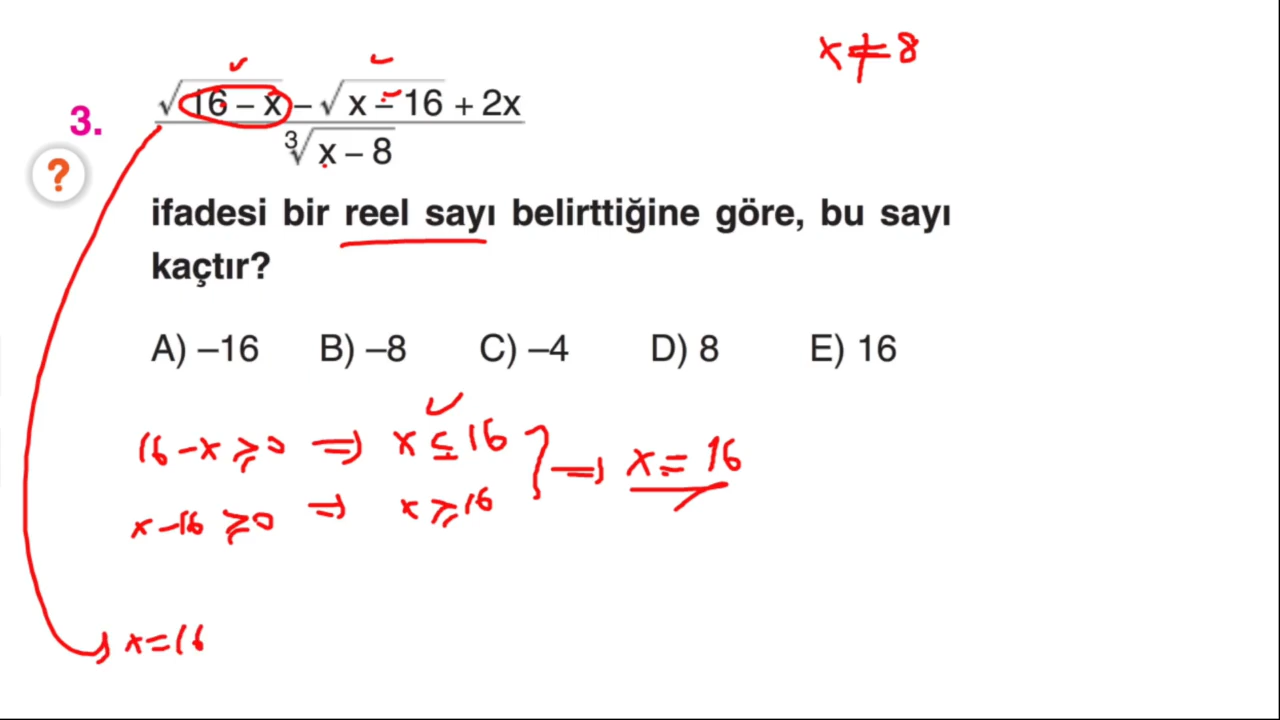 x ≠ 8
3. (√(16 – x) – √(x – 16) + 2x) / ∛(x – 8)
?
ifadesi bir reel sayı belirttiğine göre, bu sayı
kaçtır?
A) –16 B) –8 C) –4 D) 8 E) 16
16 - x ≥ 0 ⇒ x ≤ 16
x - 16 ≥ 0 ⇒ x ≥ 16 } ⇒ x = 16
→ x = 16